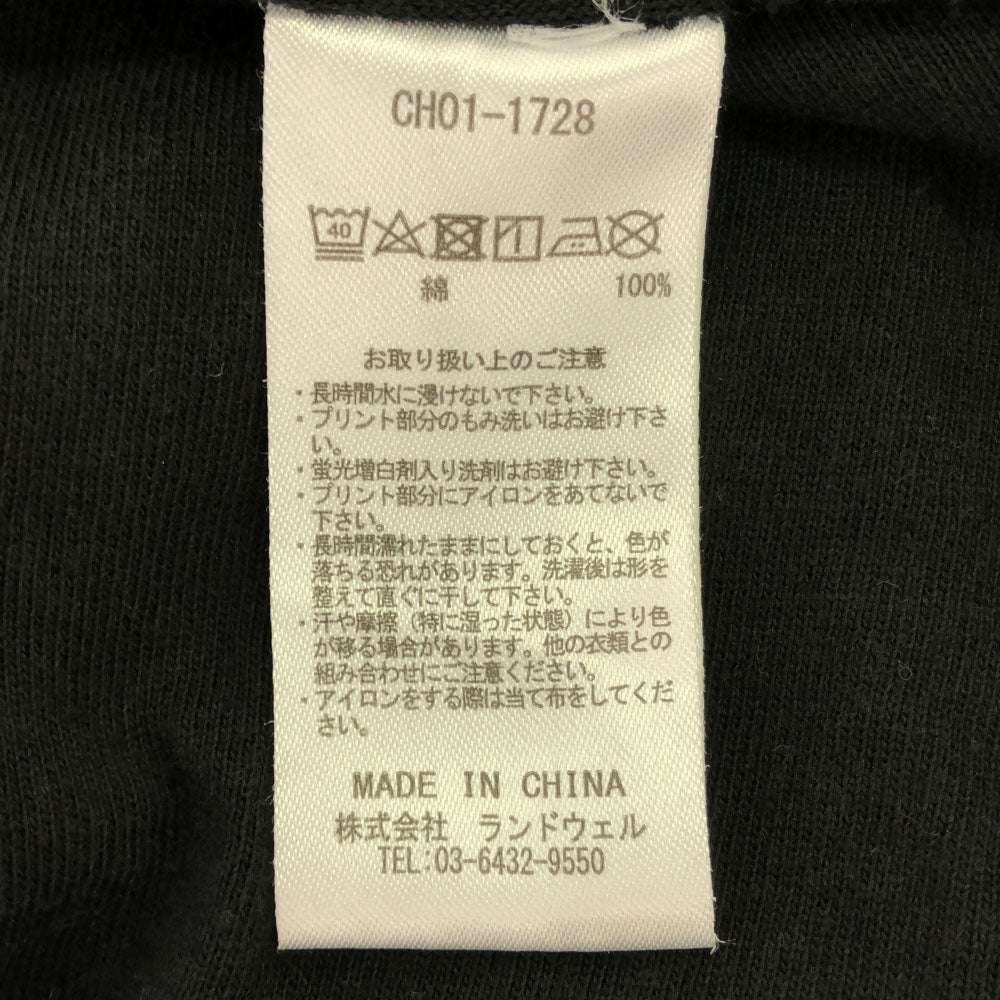 CH01-1728
40
綿 100%
お取り扱い上のご注意
・長時間水に浸けないで下さい。
・プリント部分のもみ洗いはお避け下さ
い。
・蛍光増白剤入り洗剤はお避け下さい。
・プリント部分にアイロンをあてないで
下さい。
・長時間濡れたままにしておくと、色が
落ちる恐れがあります。洗濯後は形を
整えて直ぐに干して下さい。
・汗や摩擦（特に湿った状態）により色
が移る場合があります。他の衣類との
組み合わせにご注意ください。
・アイロンをする際は当て布をしてくだ
さい。
MADE IN CHINA
株式会社 ランドウェル
TEL:03-6432-9550